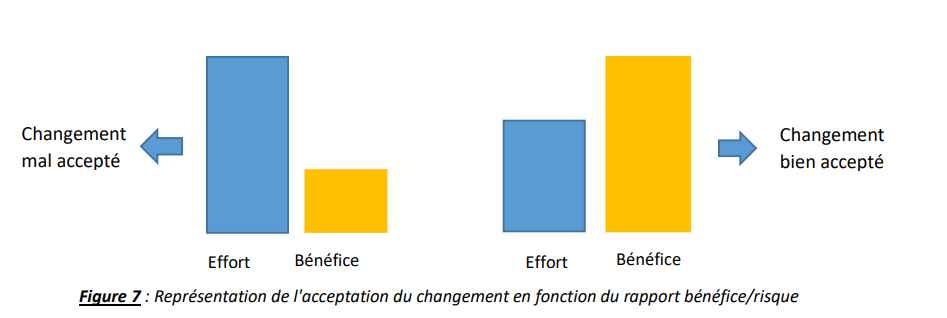 Changement
mal accepté
Effort
Bénéfice
Effort
Bénéfice
Changement
bien accepté
Figure 7 : Représentation de l'acceptation du changement en fonction du rapport bénéfice/risque